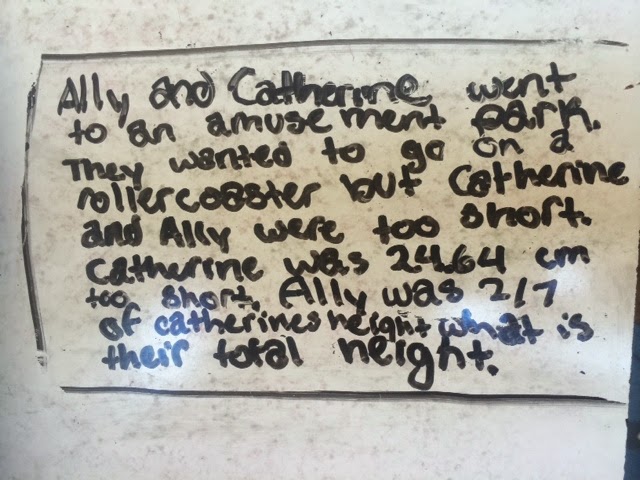 Ally and Catherine went
to an amusement park.
They wanted to go on a
rollercoaster but Catherine
and Ally were too short.
Catherine was 24.64 cm
too short. Ally was 2/7
of catherines height what is
their total height.